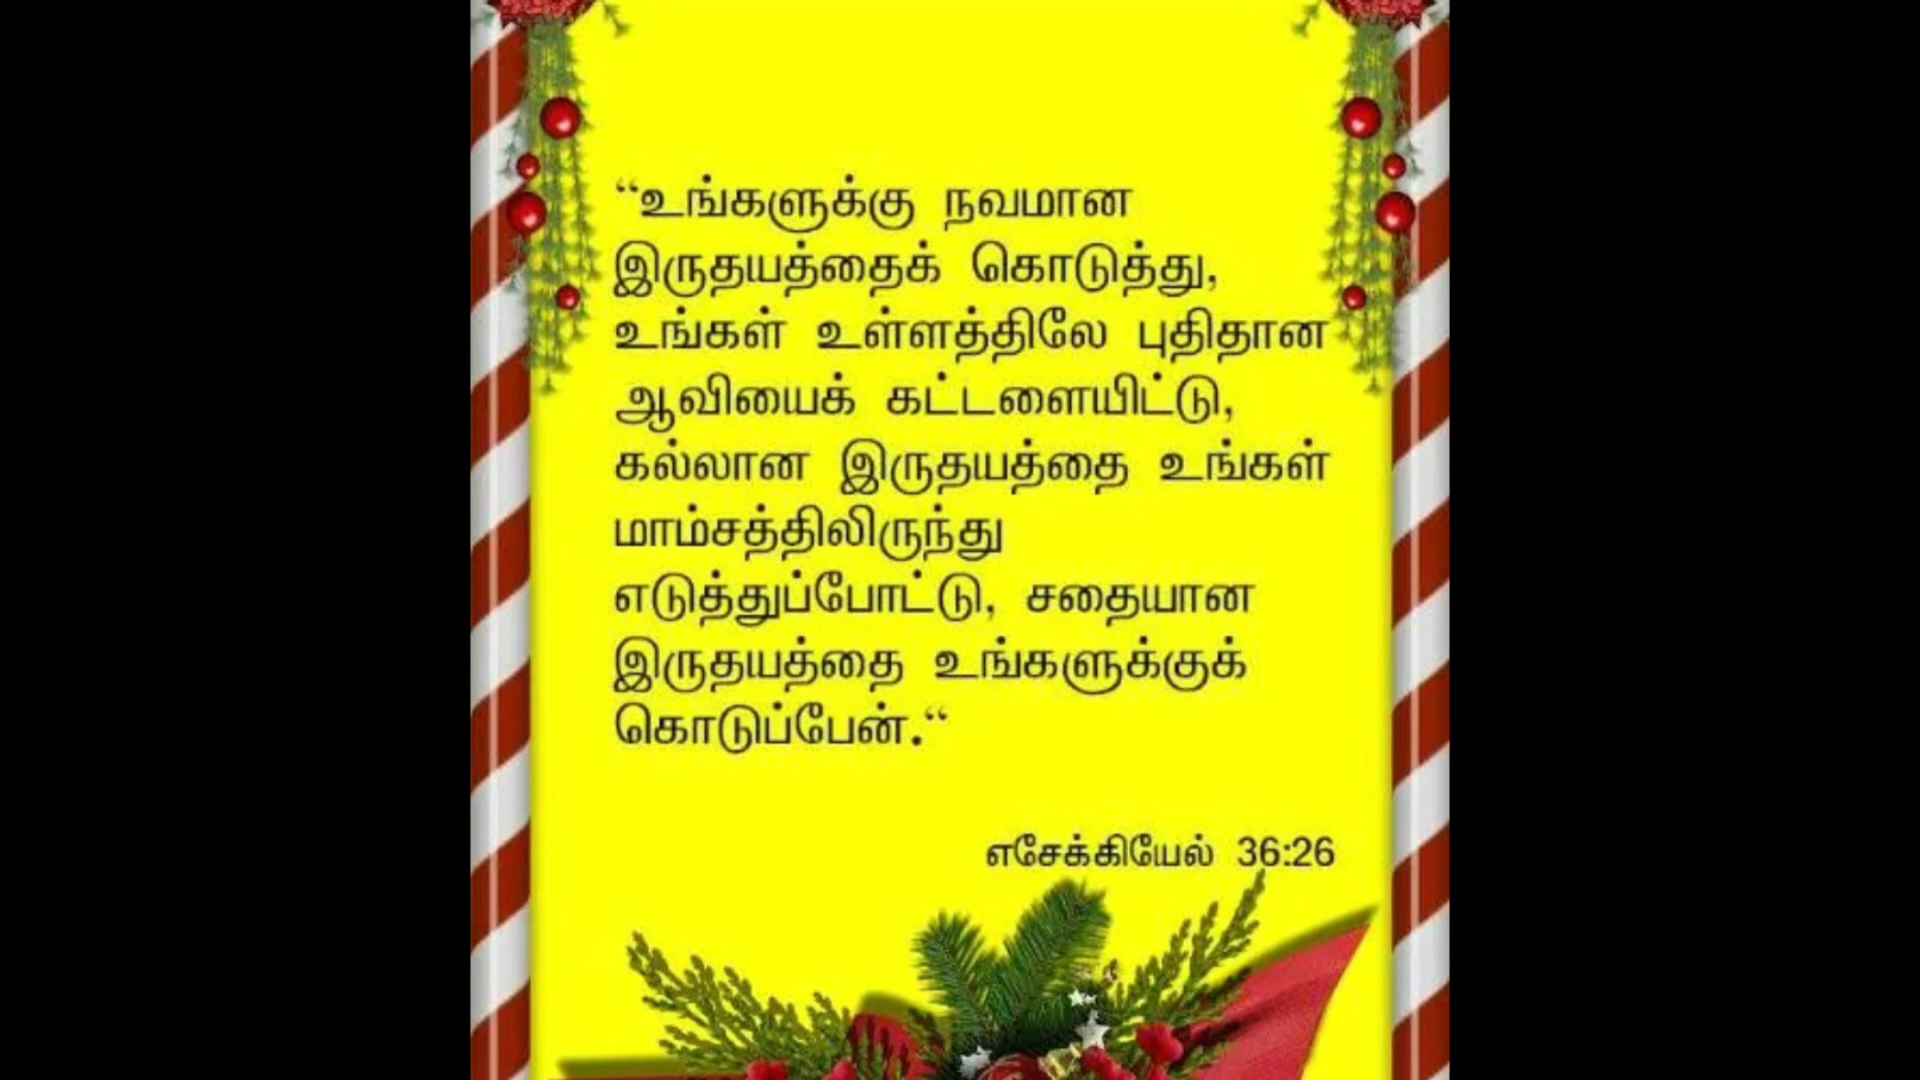 “உங்களுக்கு நவமான
இருதயத்தைக் கொடுத்து,
உங்கள் உள்ளத்திலே புதிதான
ஆவியைக் கட்டளையிட்டு,
கல்லான இருதயத்தை உங்கள்
மாம்சத்திலிருந்து
எடுத்துப்போட்டு, சதையான
இருதயத்தை உங்களுக்குக்
கொடுப்பேன்.“
எசேக்கியேல் 36:26